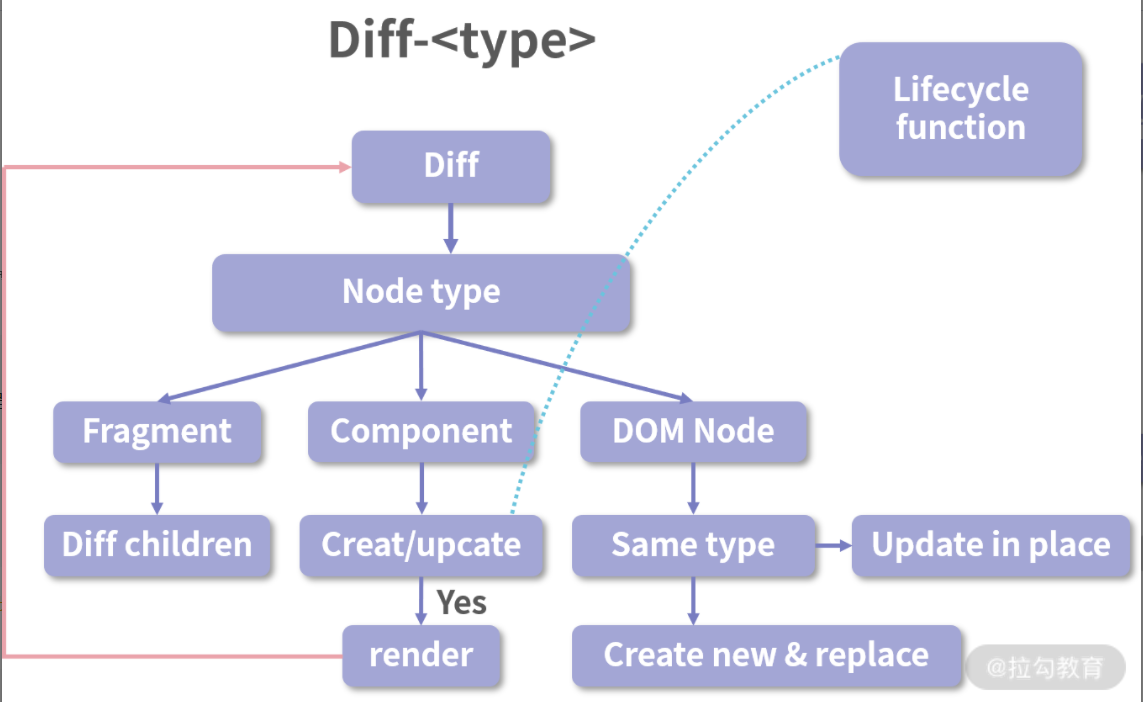 Diff-<type>
Lifecycle
function
Diff
Node type
Fragment
Component
DOM Node
Diff children
Creat/upcate
Same type
Update in place
Yes
render
Create new & replace
@拉勾教育